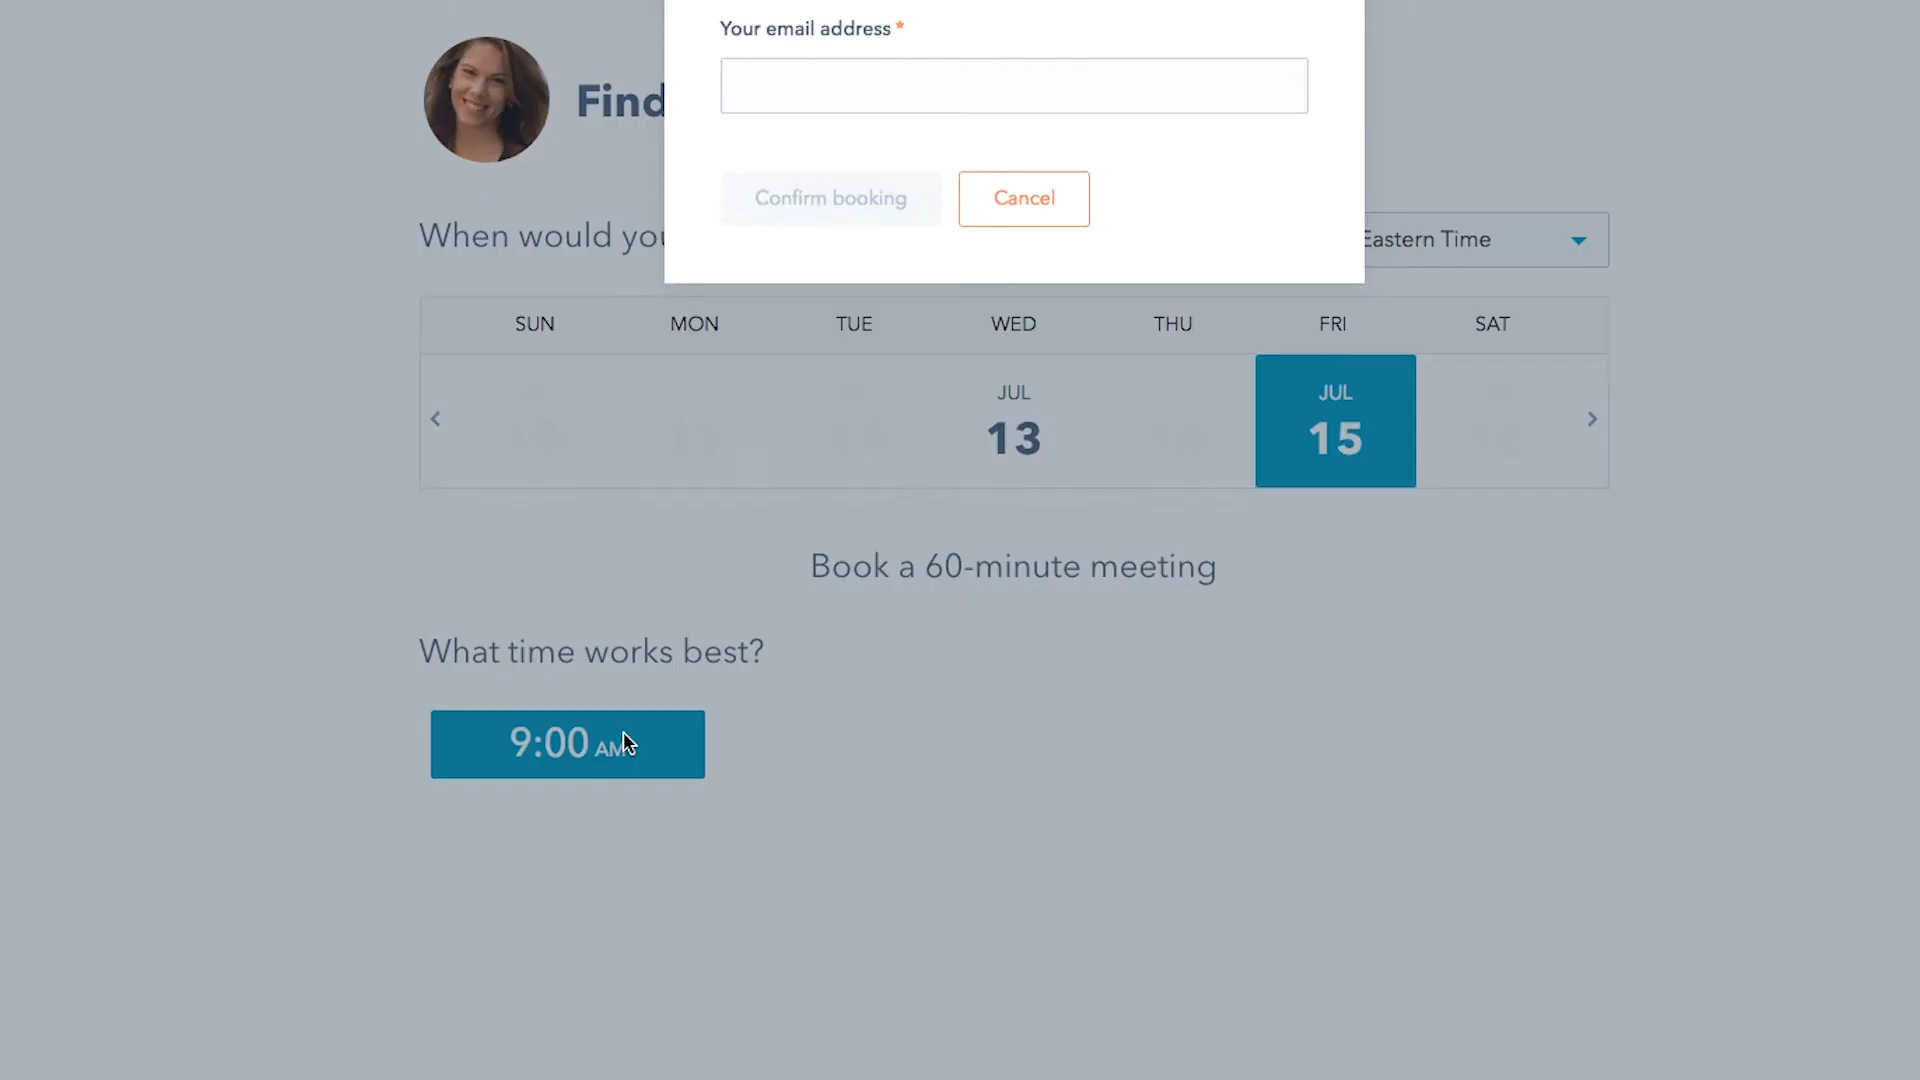 Your email address *
Find
Confirm booking
Cancel
When would you
Eastern Time
SUN MON TUE WED THU FRI SAT
JUL JUL
13 15
Book a 60-minute meeting
What time works best?
9:00 AM